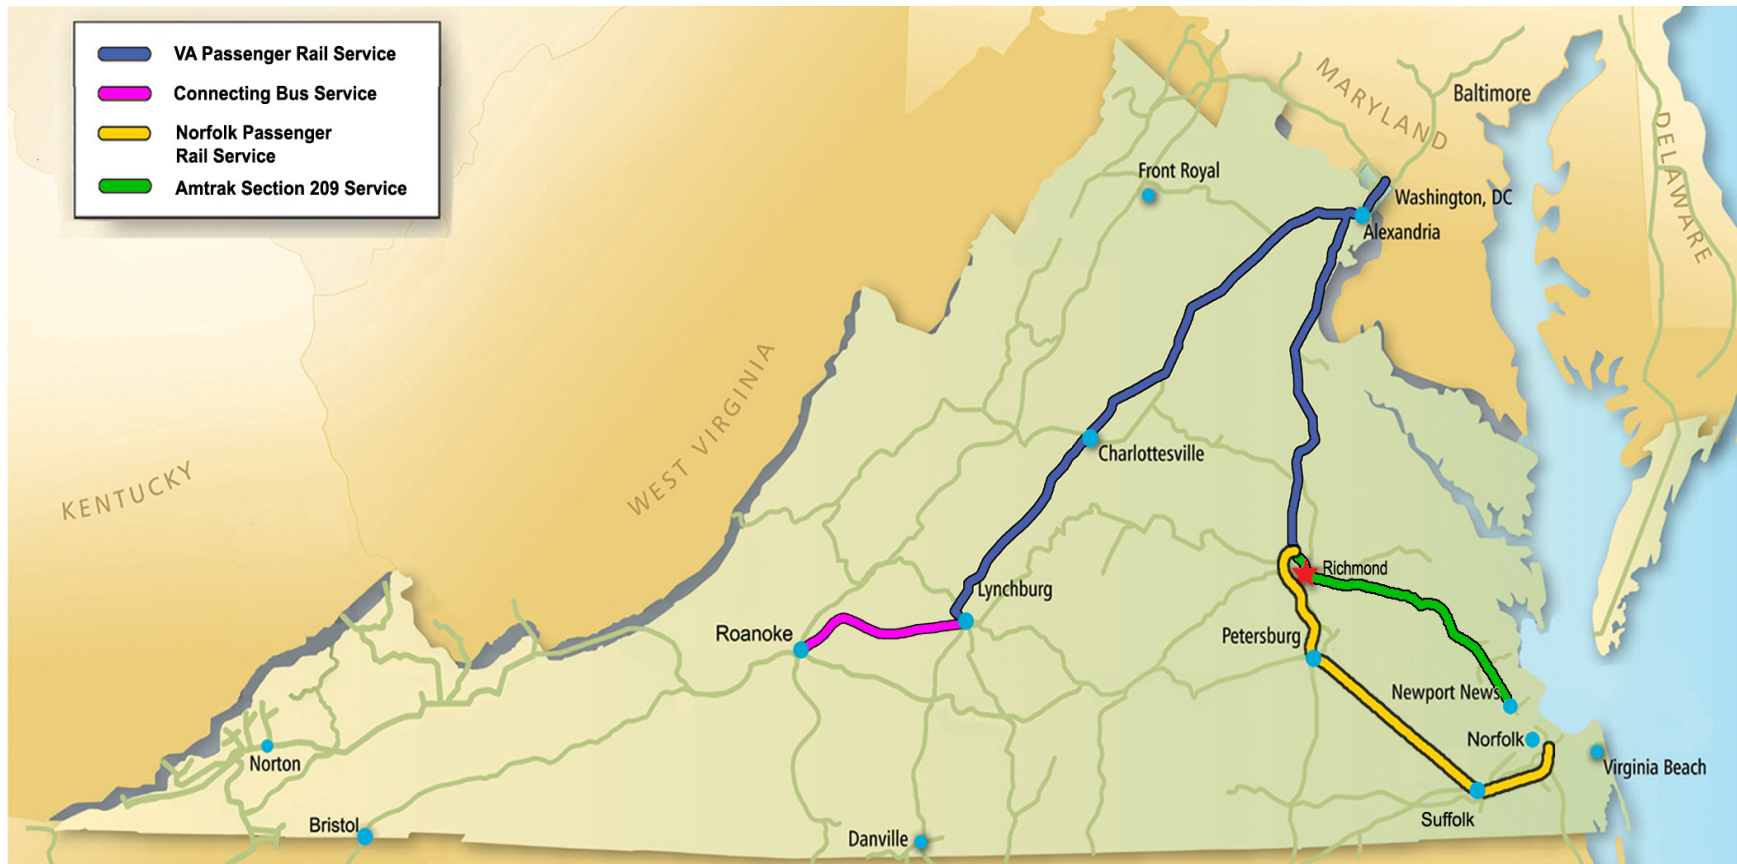 VA Passenger Rail Service
Connecting Bus Service
Norfolk Passenger
Rail Service
Amtrak Section 209 Service
MARYLAND
Baltimore
DELAWARE
Front Royal
Washington, DC
Alexandria
WEST VIRGINIA
KENTUCKY
Charlottesville
Richmond
Lynchburg
Roanoke
Petersburg
Newport News
Norfolk
Virginia Beach
Norton
Suffolk
Bristol
Danville